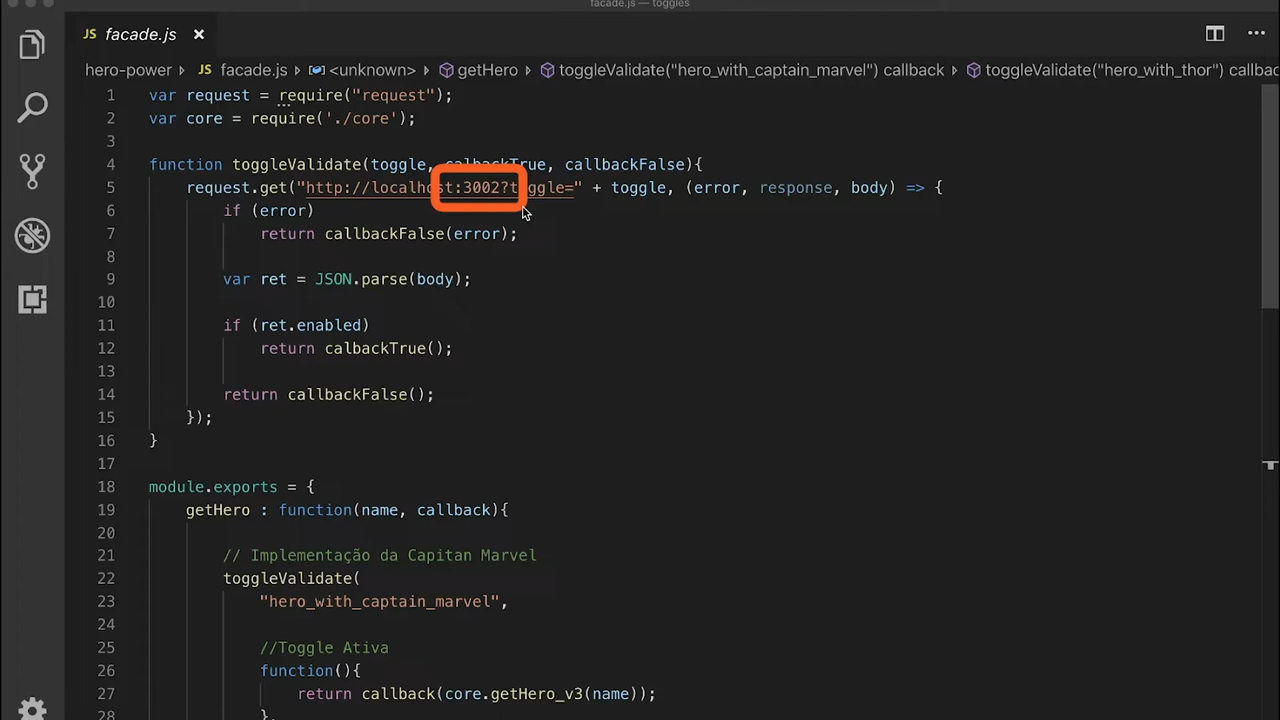 facade.js — toggles
JS facade.js ×
hero-power JS facade.js <unknown> getHero toggleValidate("hero_with_captain_marvel") callback toggleValidate("hero_with_thor") callbac
1 var request = require("request");
2 var core = require('./core');
3
4 function toggleValidate(toggle, calbackTrue, callbackFalse){
5 request.get("http://localhost:3002?toggle=" + toggle, (error, response, body) => {
6 if (error)
7 return callbackFalse(error);
8
9 var ret = JSON.parse(body);
10
11 if (ret.enabled)
12 return calbackTrue();
13
14 return callbackFalse();
15 });
16 }
17
18 module.exports = {
19 getHero : function(name, callback){
20
21 // Implementação da Capitan Marvel
22 toggleValidate(
23 "hero_with_captain_marvel",
24
25 //Toggle Ativa
26 function(){
27 return callback(core.getHero_v3(name));
28 },